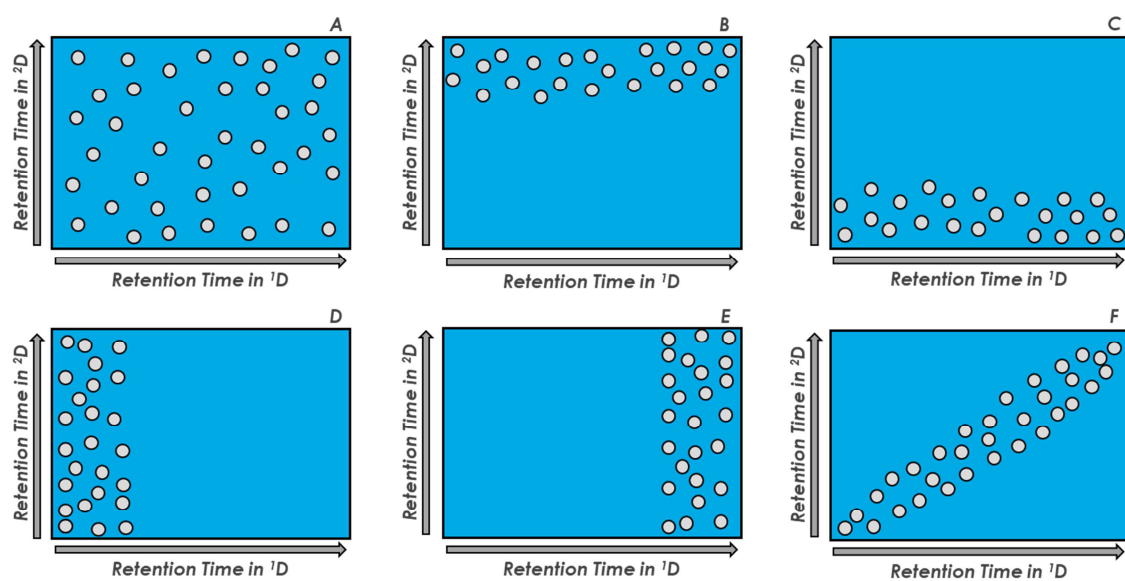 A
Retention Time in ²D
Retention Time in ¹D
B
Retention Time in ²D
Retention Time in ¹D
C
Retention Time in ²D
Retention Time in ¹D
D
Retention Time in ²D
Retention Time in ¹D
E
Retention Time in ²D
Retention Time in ¹D
F
Retention Time in ²D
Retention Time in ¹D